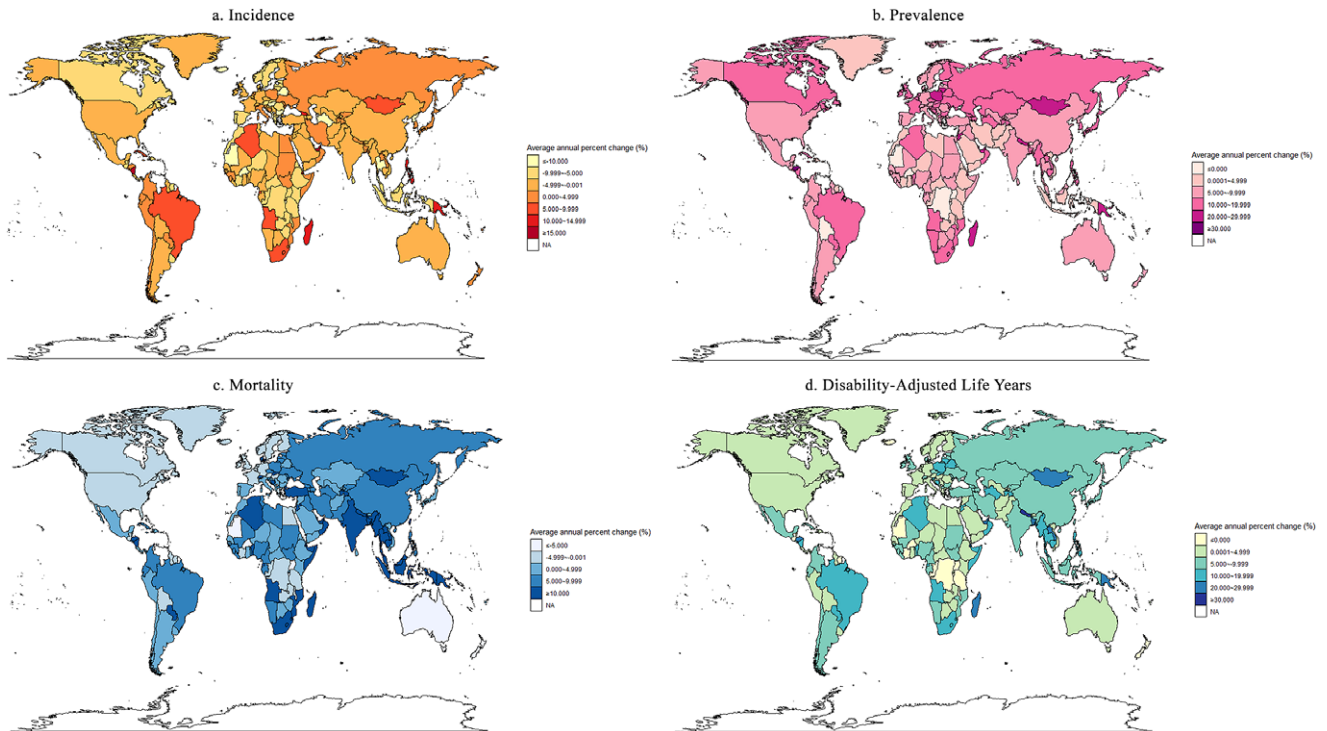 a. Incidence
Average annual percent change (%)
≤-10.000
-9.999~-5.000
-4.999~-0.001
0.000~4.999
5.000~9.999
10.000~14.999
≥15.000
NA
b. Prevalence
Average annual percent change (%)
≤0.000
0.0001~4.999
5.000~-9.999
10.000~19.999
20.000~29.999
≥30.000
NA
c. Mortality
Average annual percent change (%)
≤-5.000
-4.999~-0.001
0.000~4.999
5.000~9.999
≥10.000
NA
d. Disability-Adjusted Life Years
Average annual percent change (%)
<0.000
0.0001~4.999
5.000~-9.999
10.000~19.999
20.000~29.999
≥30.000
NA